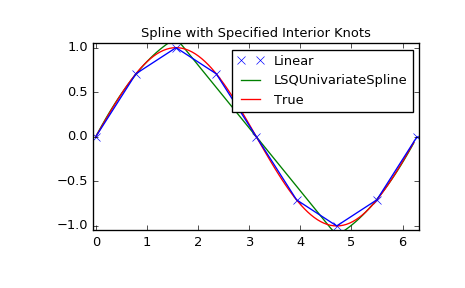 Spline with Specified Interior Knots
1.0
0.5
0.0
−0.5
−1.0
Linear
LSQUnivariateSpline
True
0 1 2 3 4 5 6